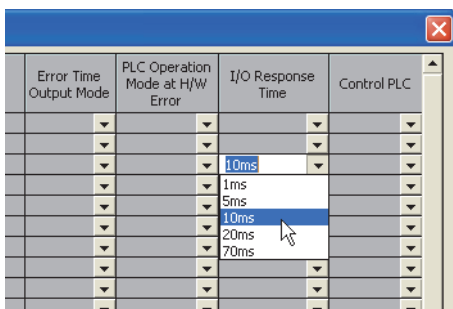 Error Time
Output Mode
PLC Operation
Mode at H/W
Error
I/O Response
Time
Control PLC
10ms
1ms
5ms
10ms
20ms
70ms